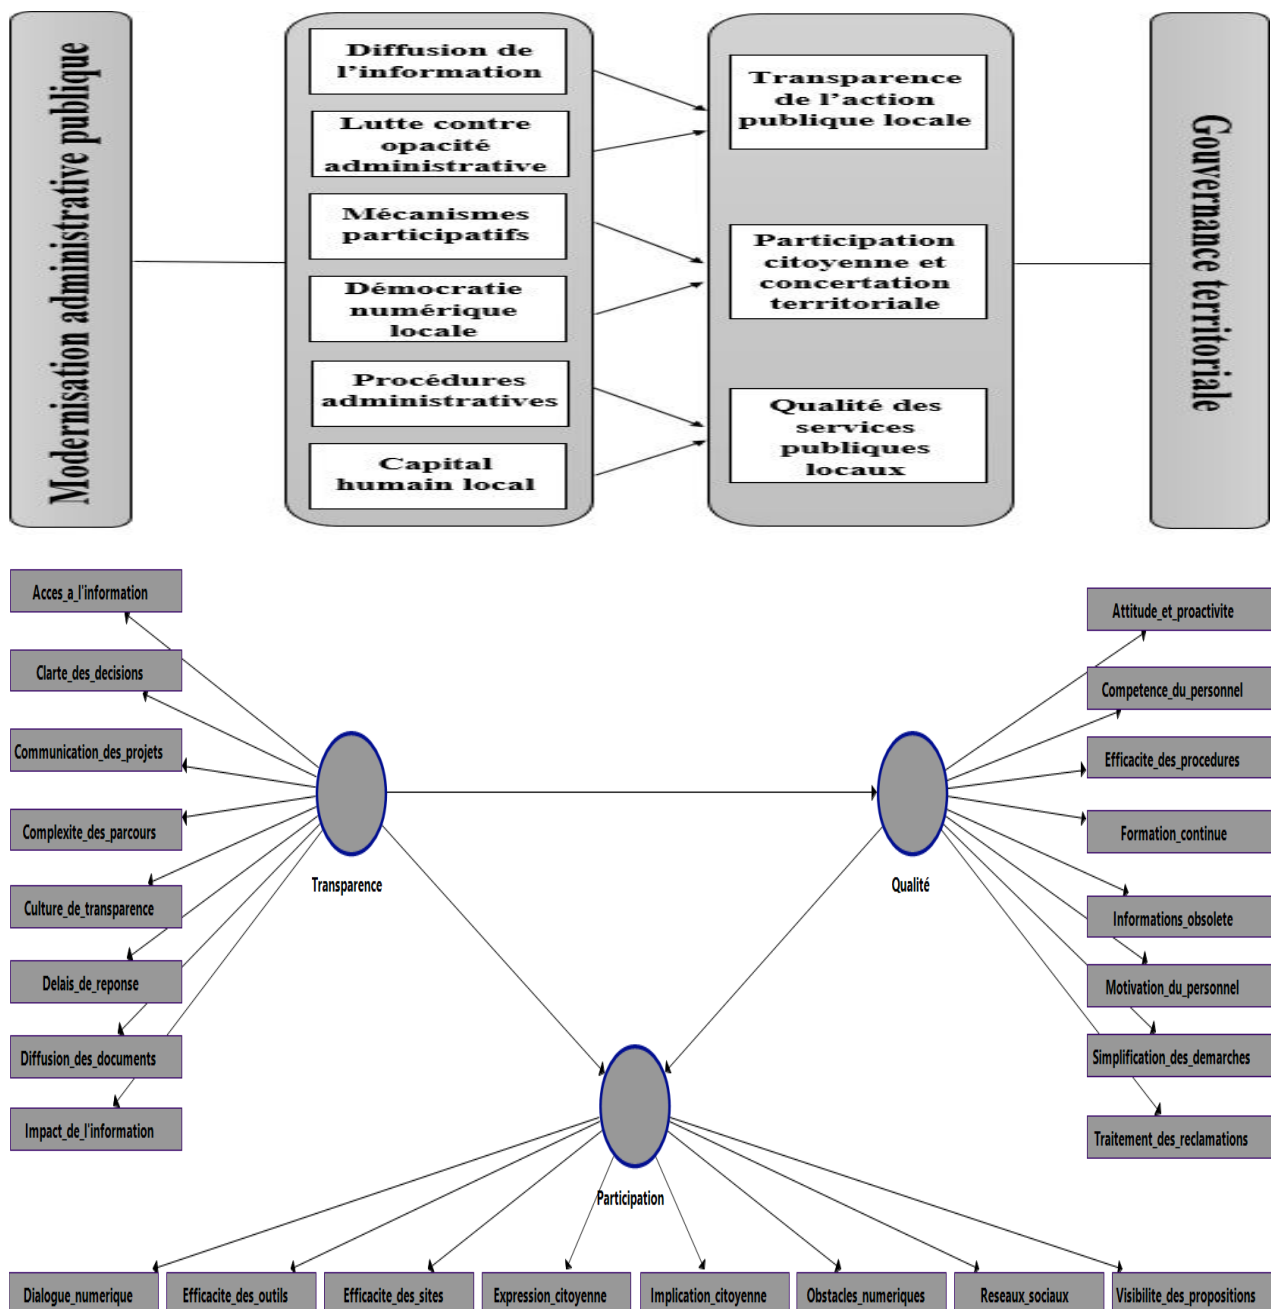 Modernisation administrative publique
Diffusion de
l'information
Lutte contre
opacité
administrative
Mécanismes
participatifs
Démocratie
numérique
locale
Procédures
administratives
Capital
humain local
Transparence
de l'action
publique locale
Participation
citoyenne et
concertation
territoriale
Qualité des
services
publiques
locaux
Gouvernance territoriale
Acces_a_l'information
Clarte_des_decisions
Communication_des_projets
Complexite_des_parcours
Culture_de_transparence
Delais_de_reponse
Diffusion_des_documents
Impact_de_l'information
Transparence
Qualité
Attitude_et_proactivite
Competence_du_personnel
Efficacite_des_procedures
Formation_continue
Informations_obsolete
Motivation_du_personnel
Simplification_des_demarches
Traitement_des_reclamations
Participation
Dialogue_numerique
Efficacite_des_outils
Efficacite_des_sites
Expression_citoyenne
Implication_citoyenne
Obstacles_numeriques
Reseaux_sociaux
Visibilite_des_propositions